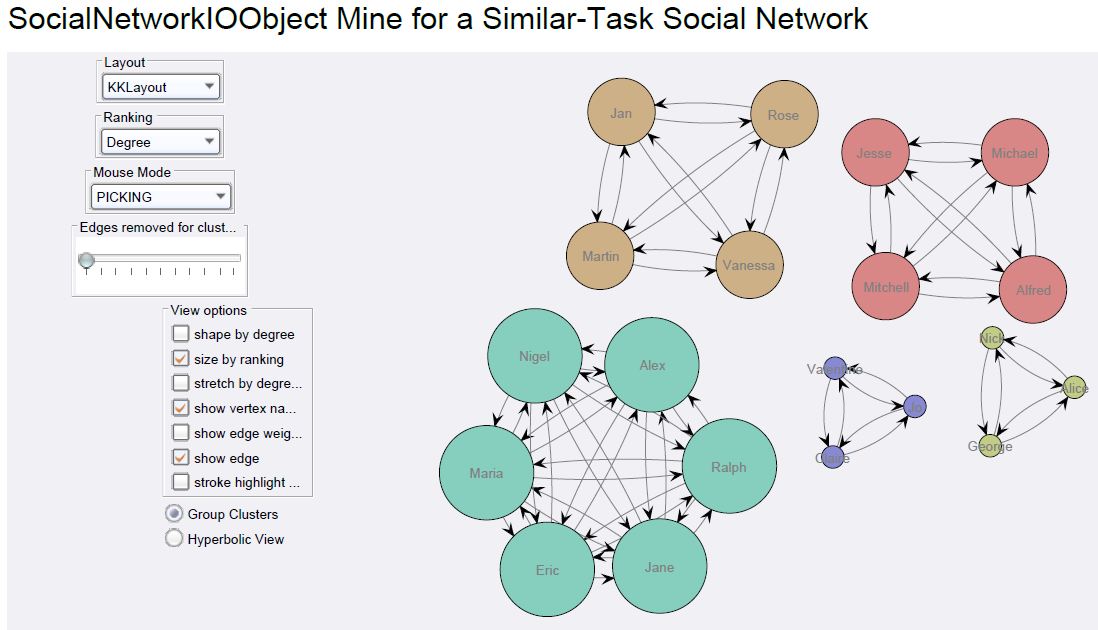 SocialNetworkIOObject Mine for a Similar-Task Social Network
Layout
KKLayout
Ranking
Degree
Mouse Mode
PICKING
Edges removed for clust...
View options
shape by degree
size by ranking
stretch by degre...
show vertex na...
show edge weig...
show edge
stroke highlight ...
Group Clusters
Hyperbolic View
Jan
Rose
Martin
Vanessa
Jesse
Michael
Mitchell
Alfred
Nigel
Alex
Maria
Ralph
Eric
Jane
Valentine
Jo
Claire
Nick
Alice
George